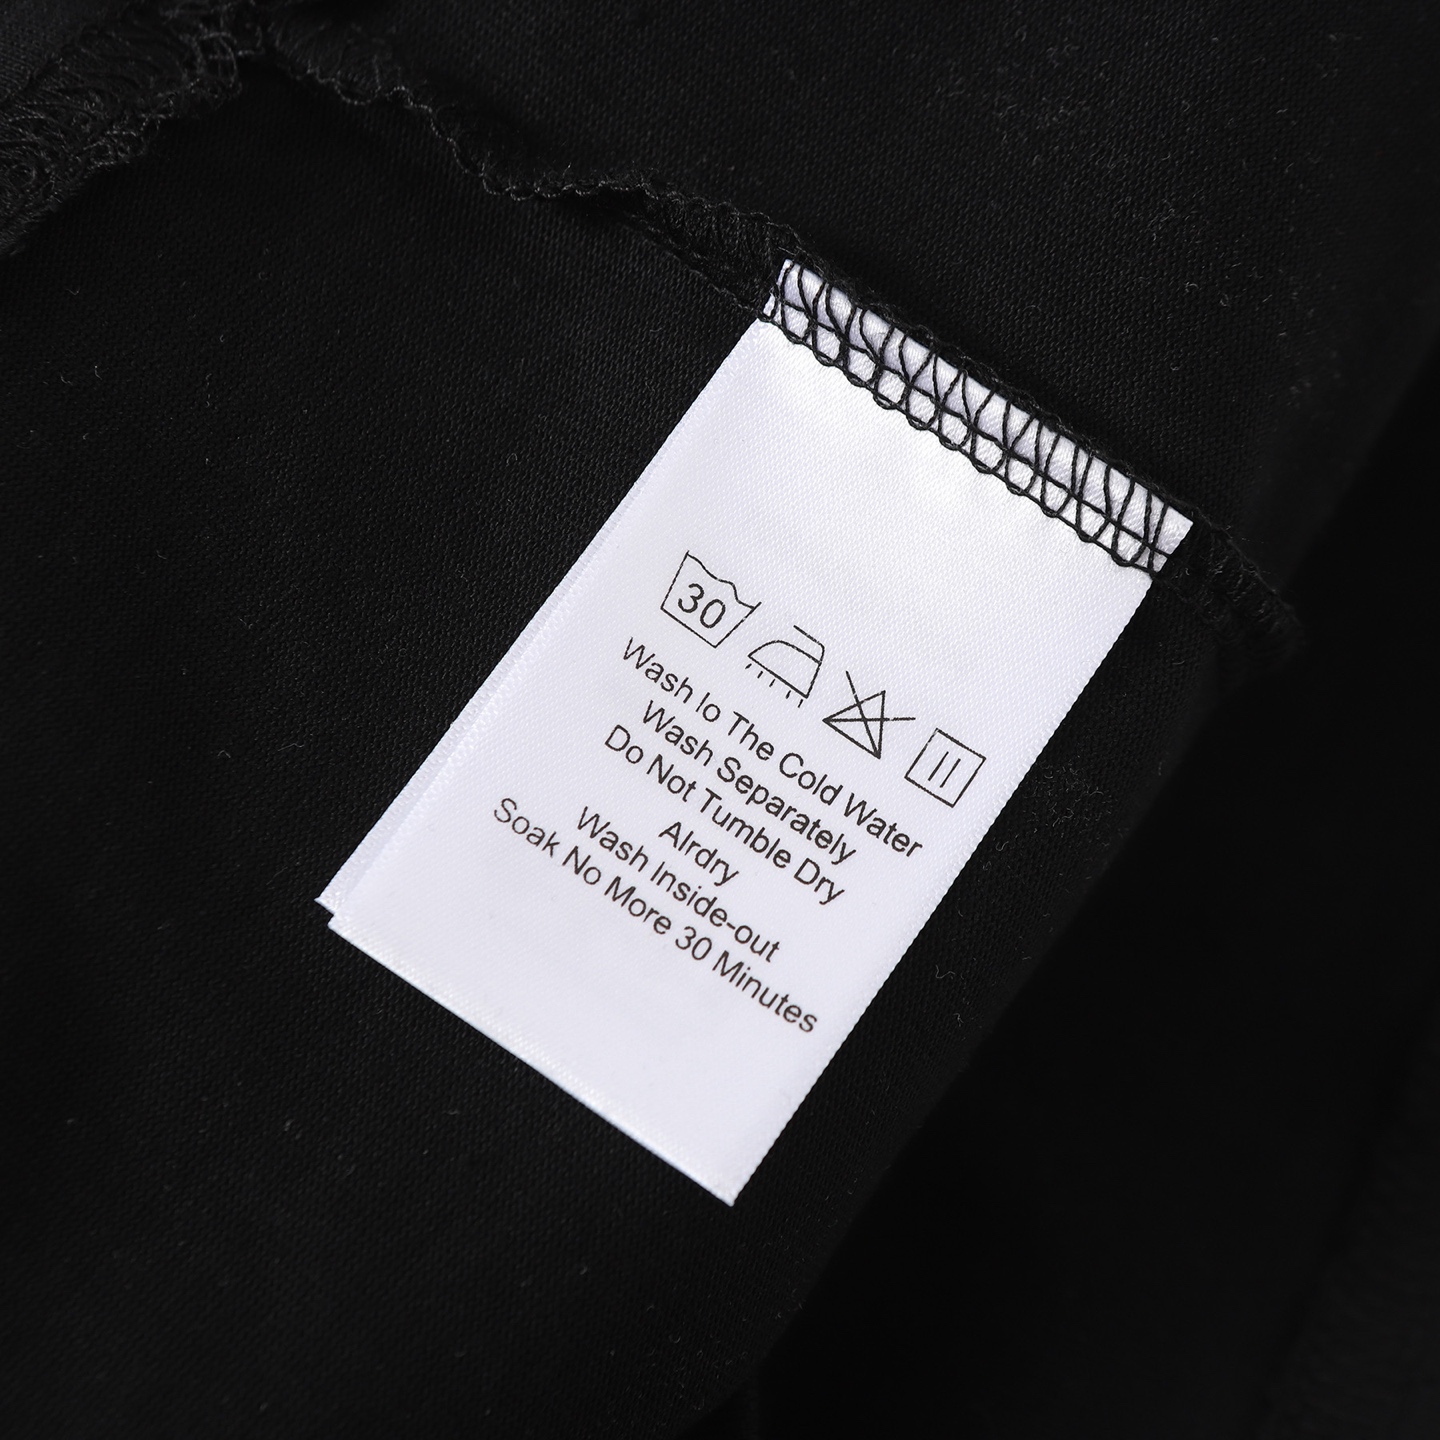 30
Wash Io The Cold Water
Wash Separately
Do Not Tumble Dry
AIrdry
Wash Inside-out
Soak No More 30 Minutes